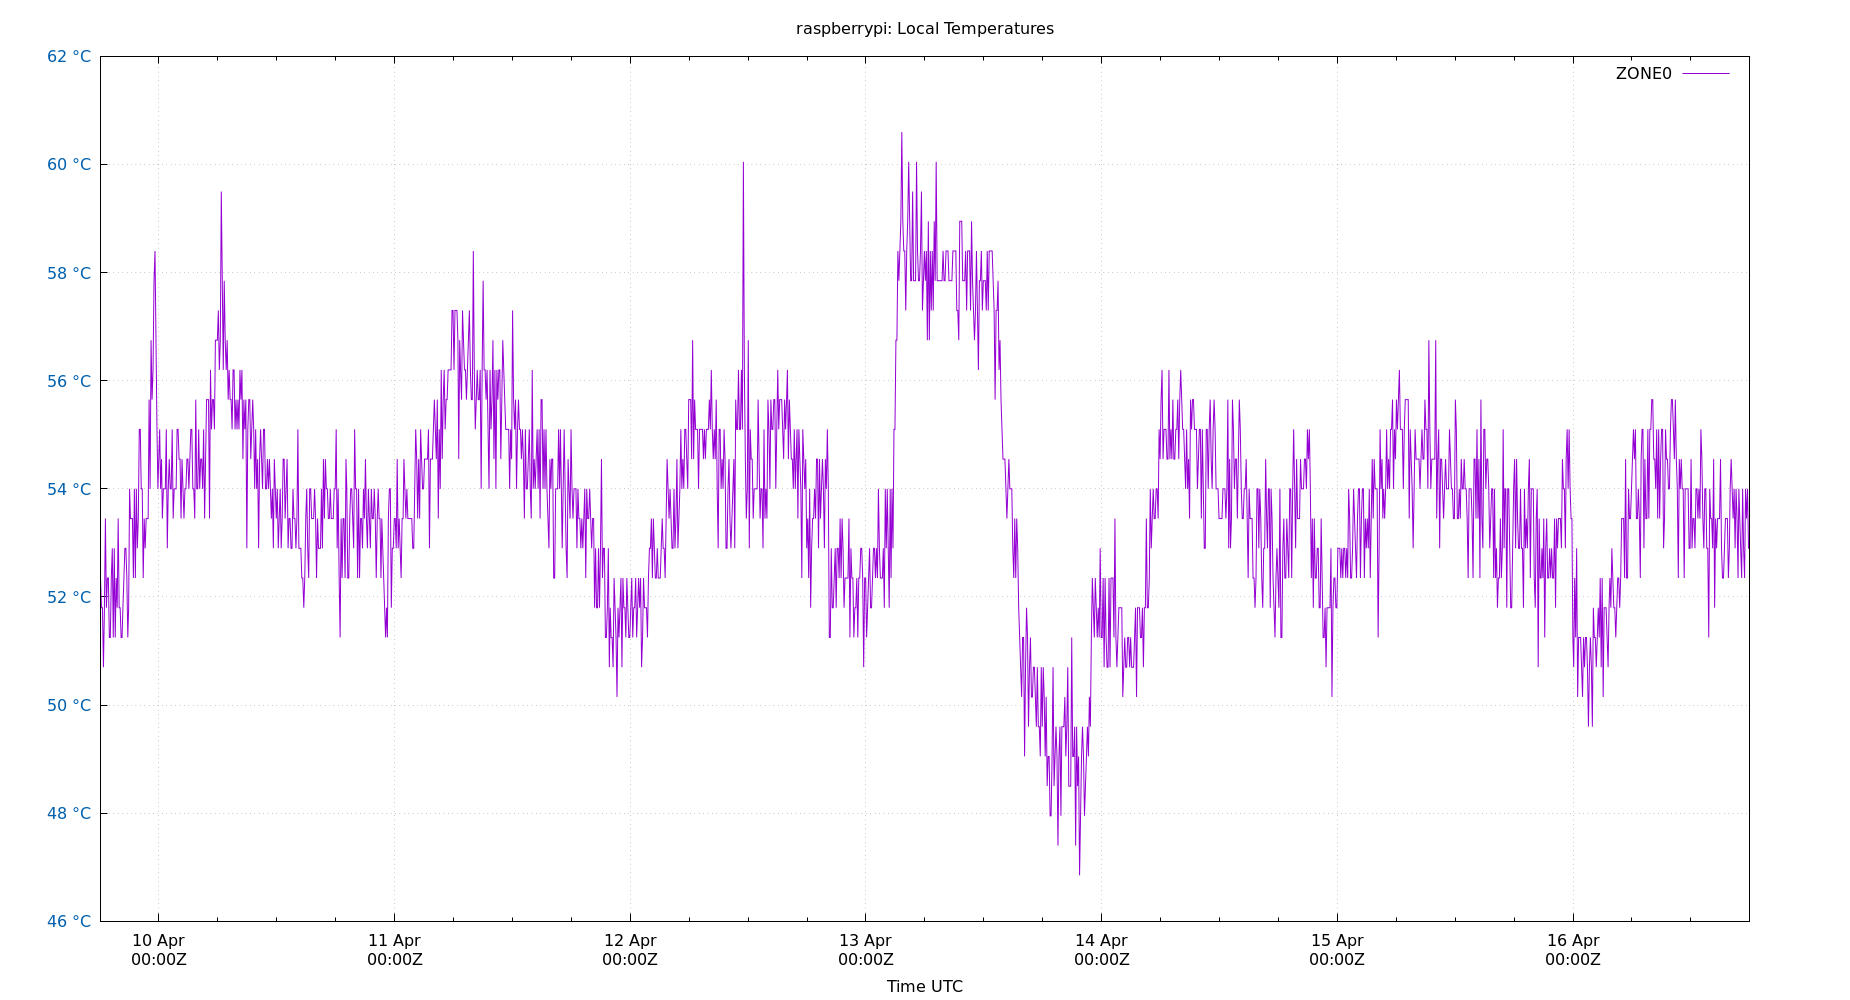 raspberrypi: Local Temperatures
62 °C
ZONE0
60 °C
58 °C
56 °C
54 °C
52 °C
50 °C
48 °C
46 °C
10 Apr 11 Apr 12 Apr 13 Apr 14 Apr 15 Apr 16 Apr
00:00Z 00:00Z 00:00Z 00:00Z 00:00Z 00:00Z 00:00Z
Time UTC